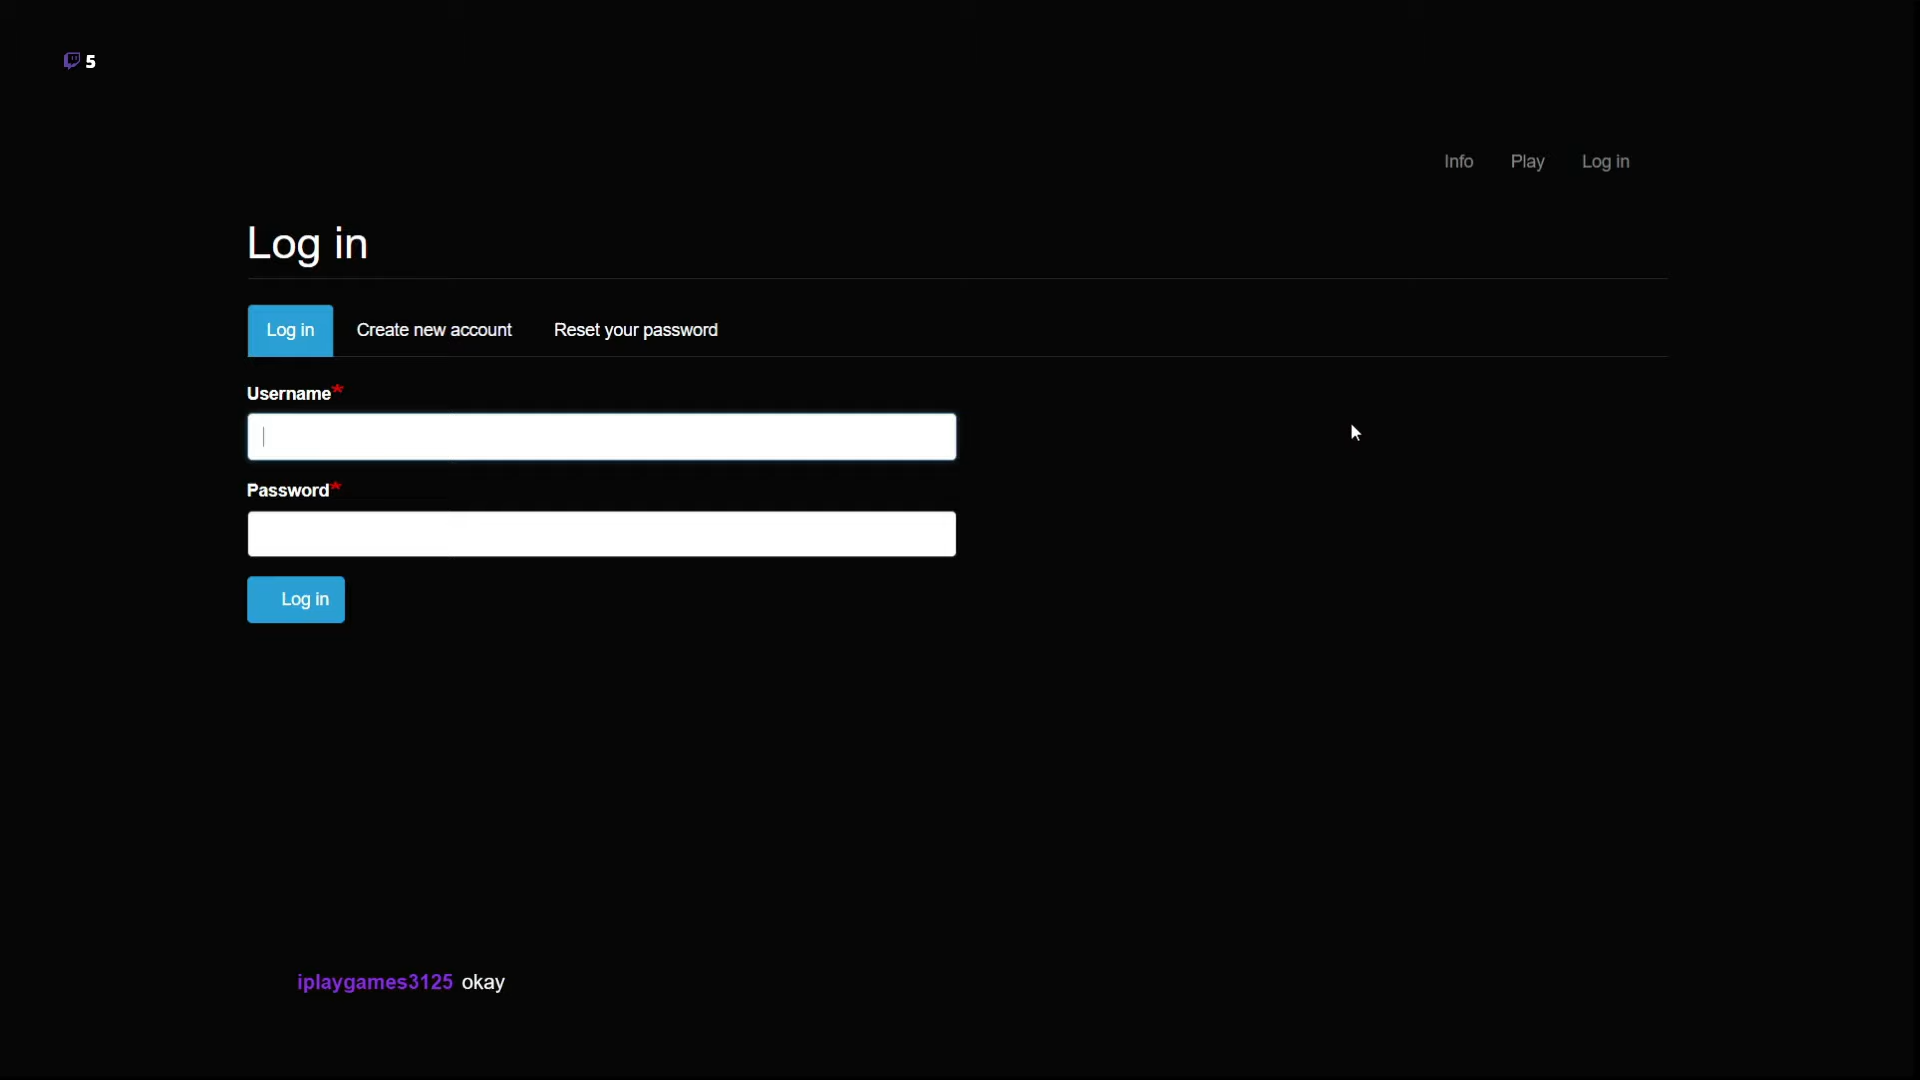 5
Info Play Log in
Log in
Log in Create new account Reset your password
Username*
Password*
Log in
iplaygames3125 okay